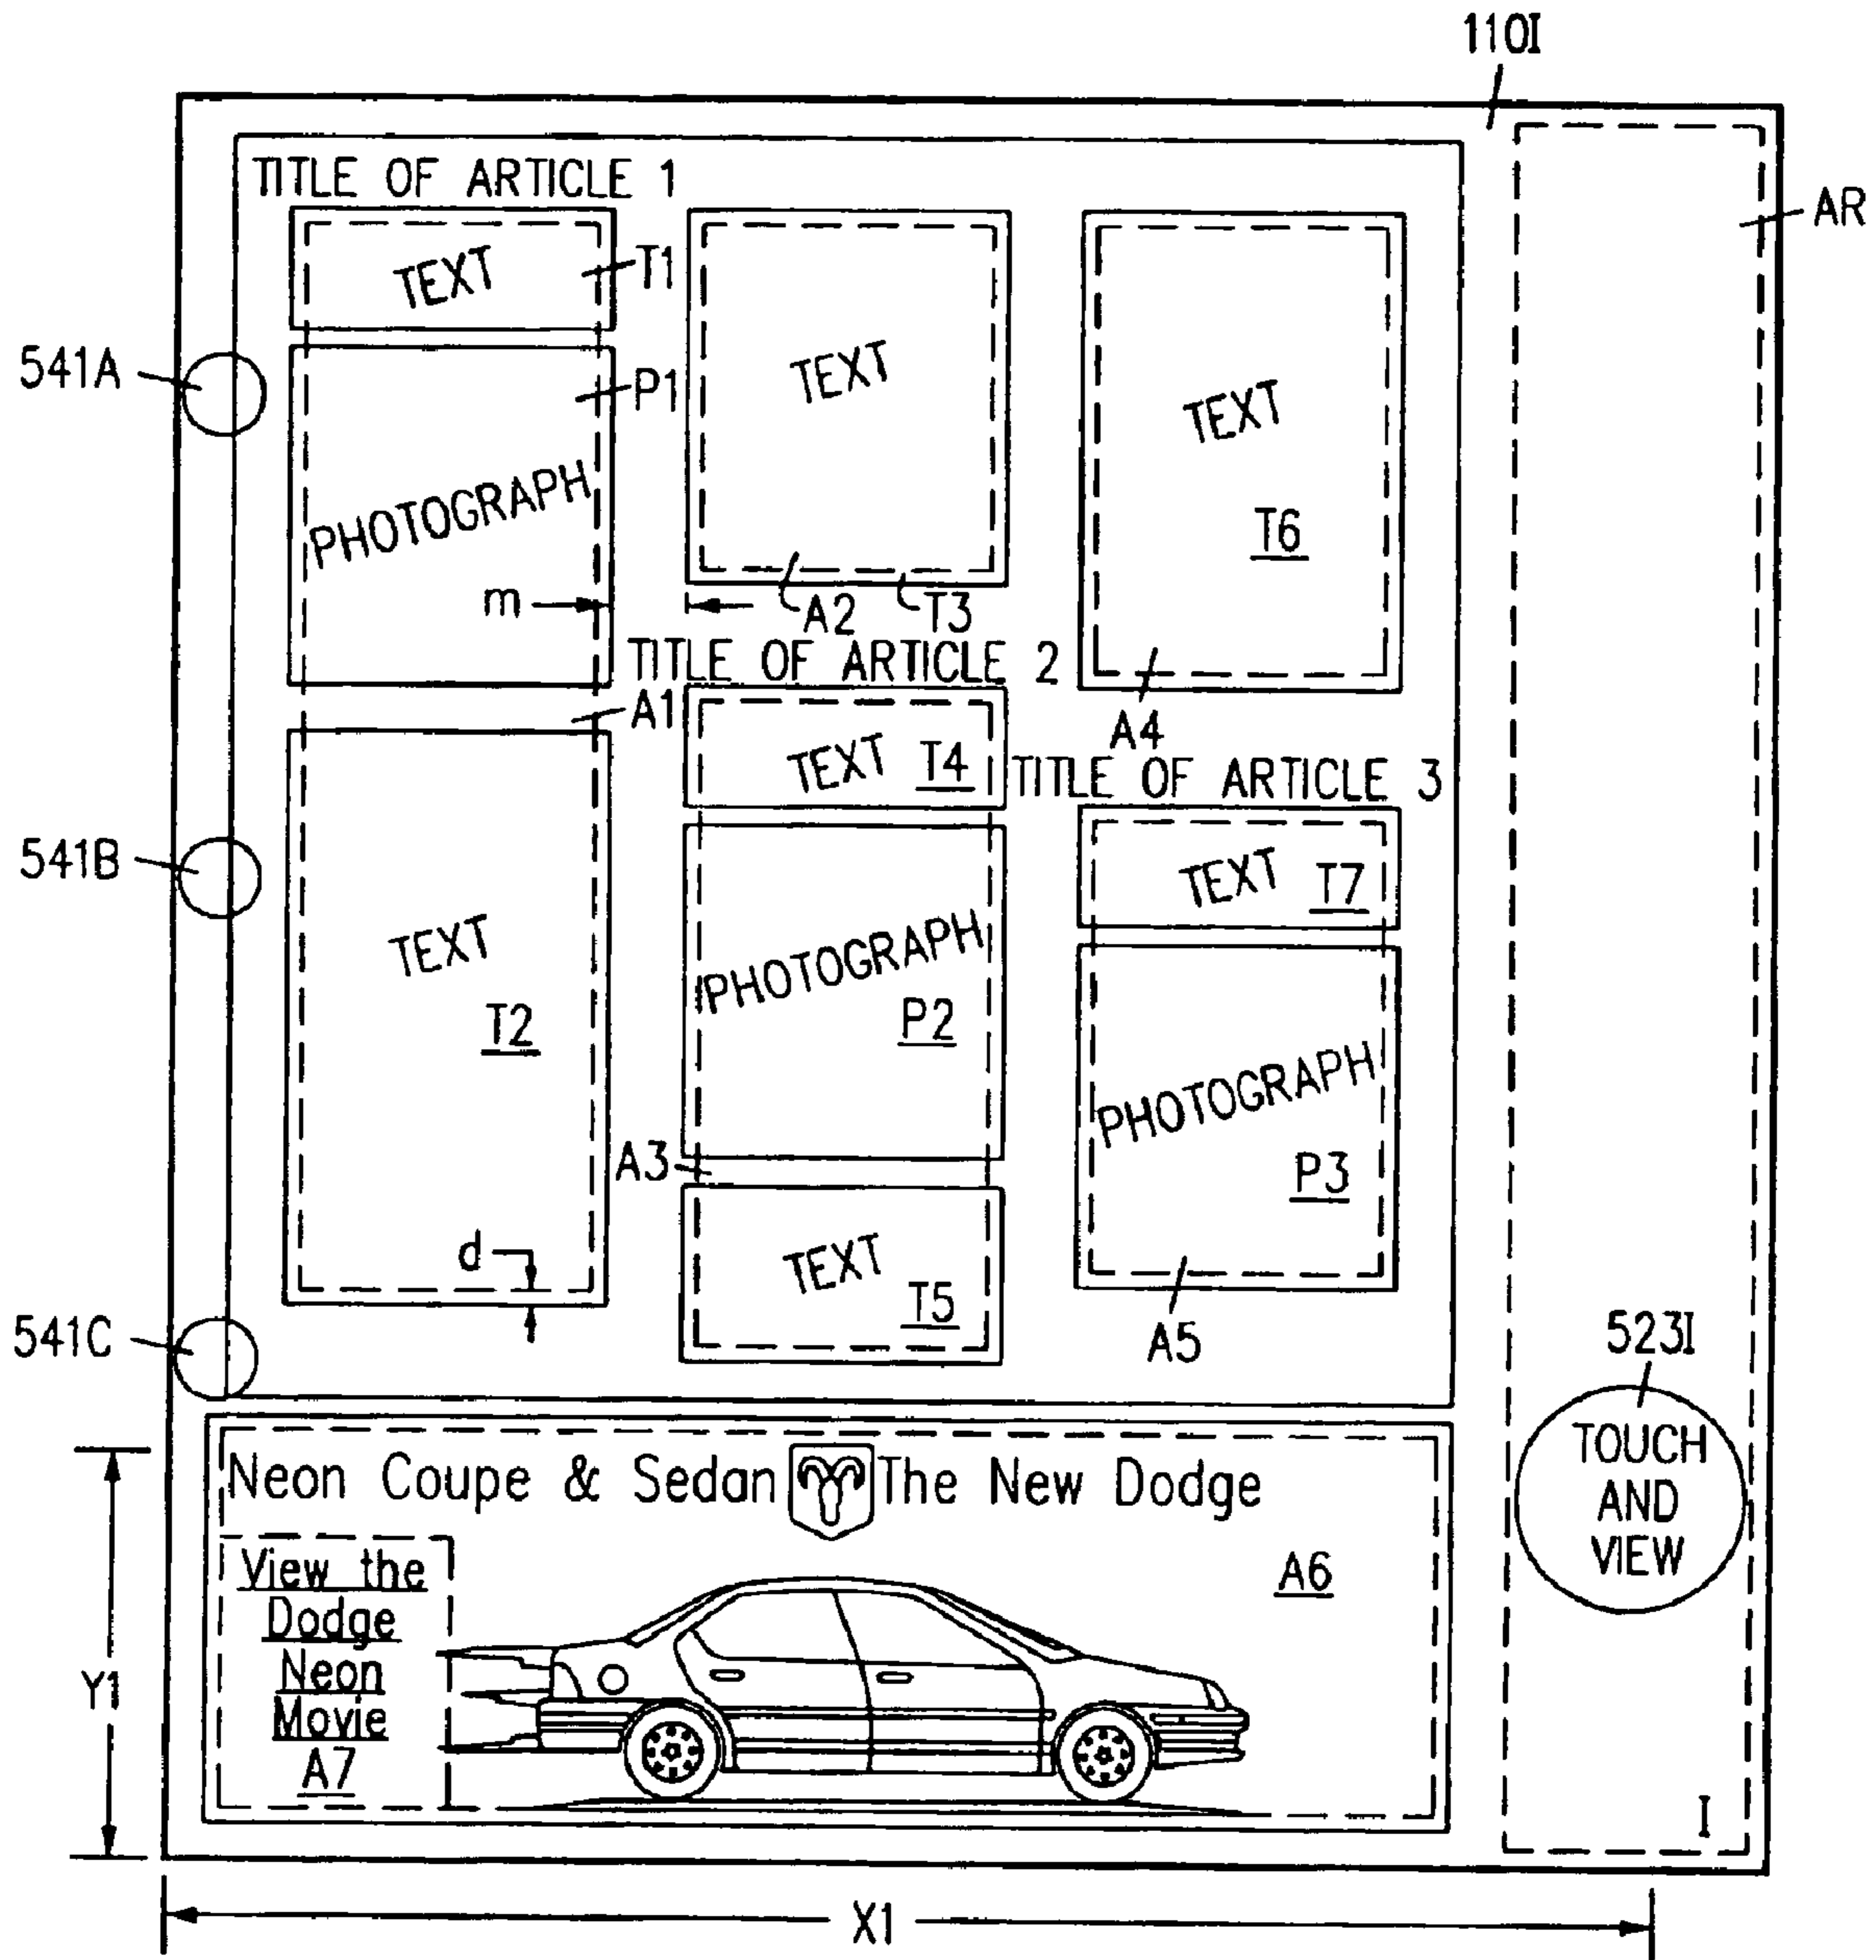 110I
AR
TITLE OF ARTICLE 1
TEXT
T1
541A
P1
PHOTOGRAPH
m
A1
541B
TEXT
T2
d
541C
TEXT
A2
T3
TITLE OF ARTICLE 2
TEXT
T4
PHOTOGRAPH
P2
A3
TEXT
T5
TEXT
T6
A4
TITLE OF ARTICLE 3
TEXT
T7
PHOTOGRAPH
P3
A5
523I
TOUCH
AND
VIEW
I
Neon Coupe & Sedan The New Dodge
View the
Dodge
Neon
Movie
A7
A6
Y1
X1